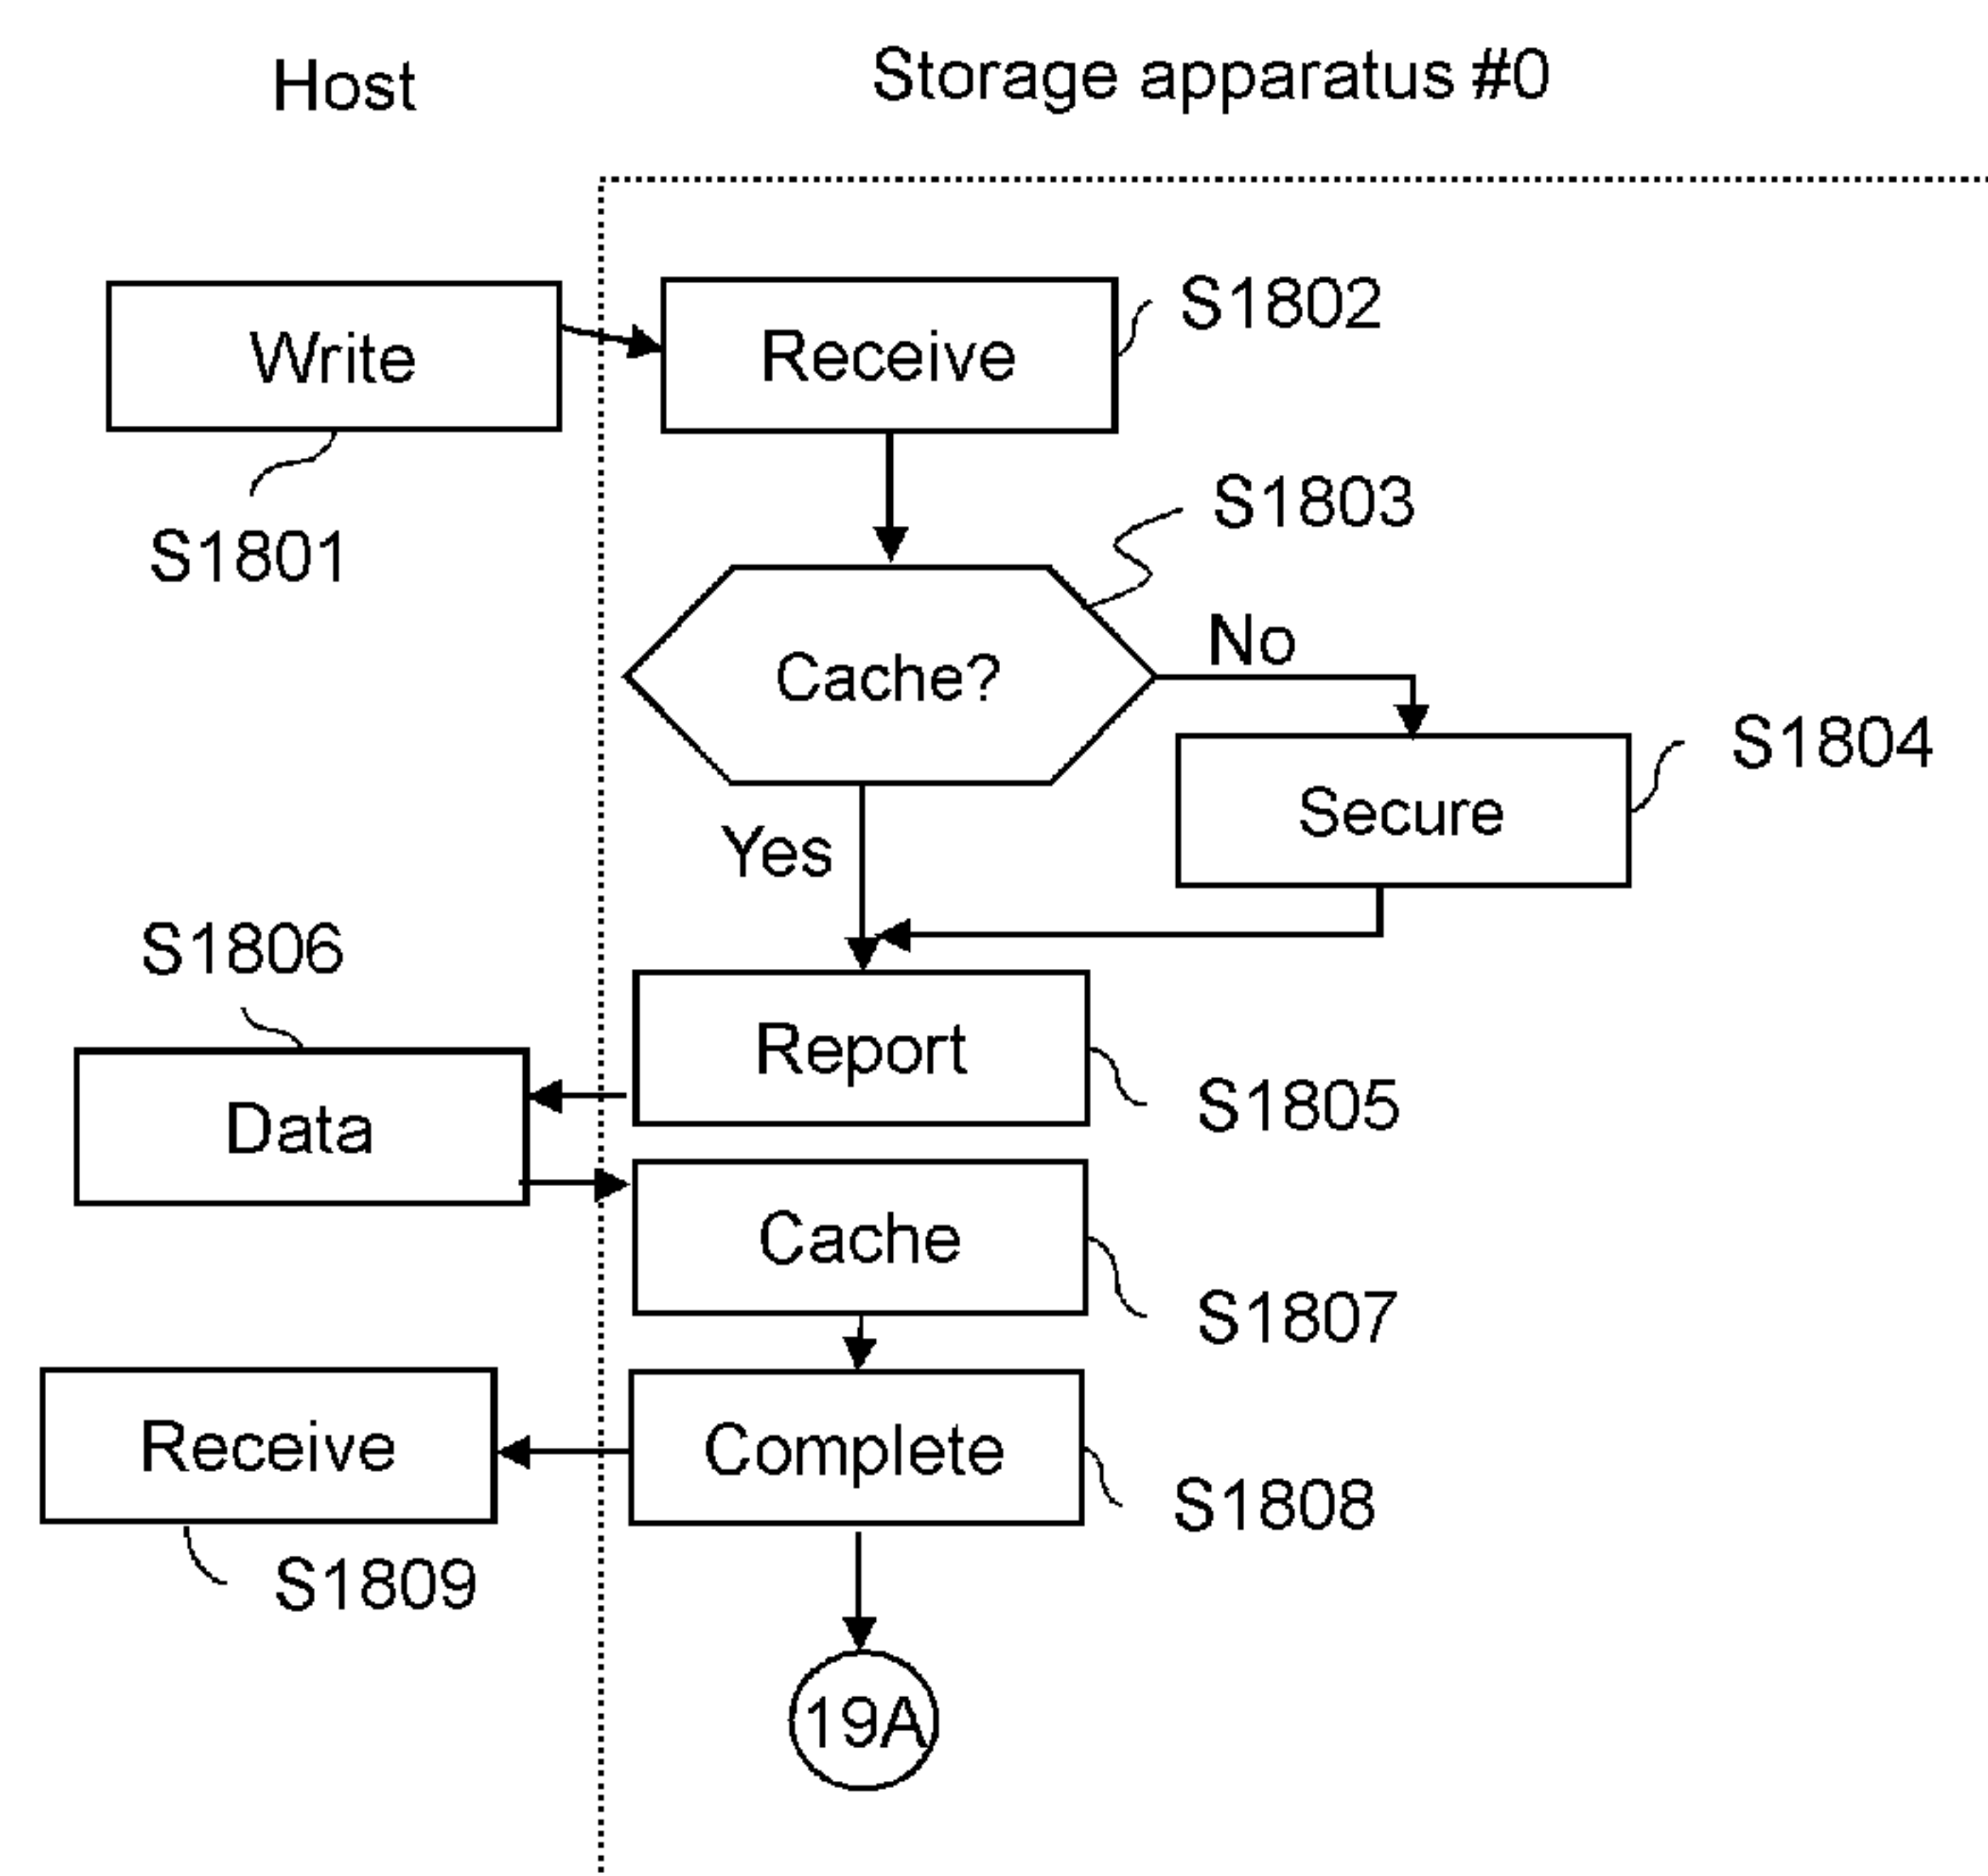 Host
Storage apparatus #0
Write
Receive
S1802
S1801
S1803
Cache?
No
S1804
Secure
Yes
S1806
Report
S1805
Data
Cache
S1807
Receive
Complete
S1808
S1809
19A